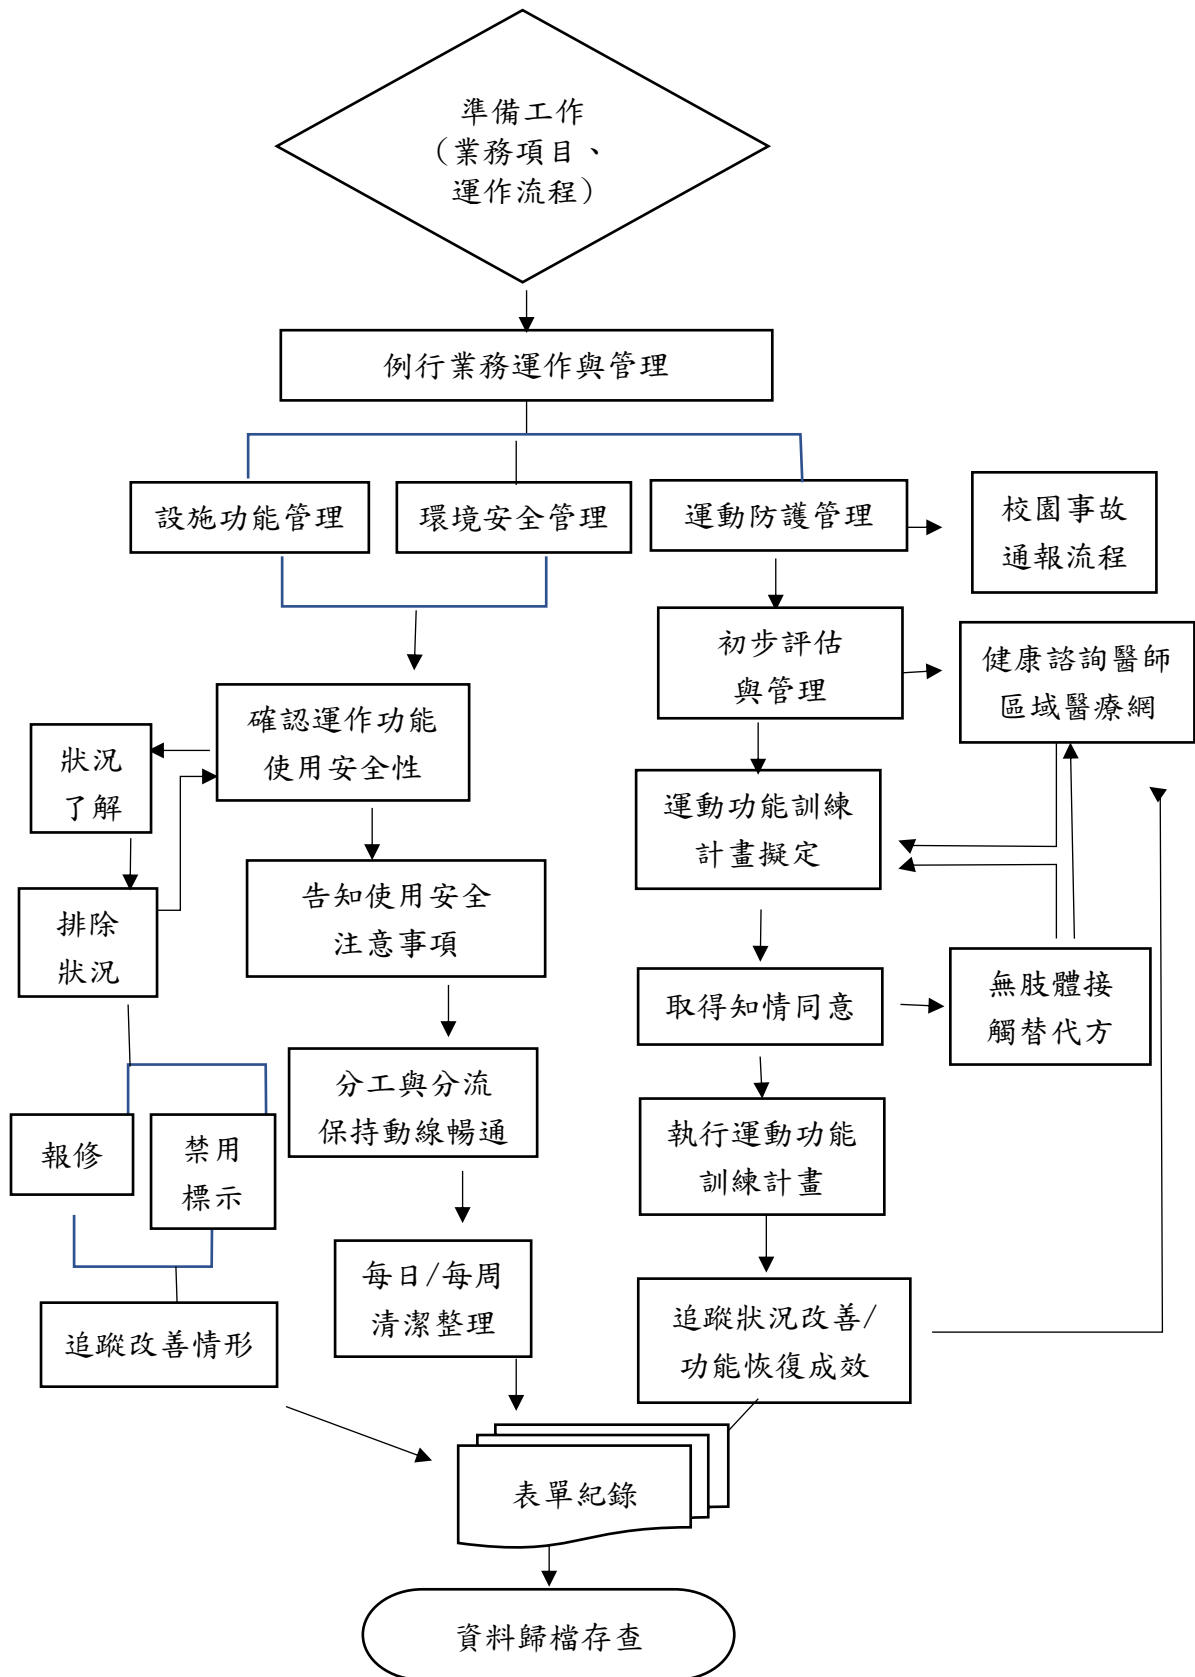 準備工作
（業務項目、
運作流程）
例行業務運作與管理
設施功能管理
環境安全管理
運動防護管理
校園事故
通報流程
初步評估
與管理
健康諮詢醫師
區域醫療網
確認運作功能
使用安全性
狀況
了解
運動功能訓練
計畫擬定
告知使用安全
注意事項
排除
狀況
取得知情同意
無肢體接
觸替代方
分工與分流
保持動線暢通
執行運動功能
訓練計畫
報修
禁用
標示
每日/每周
清潔整理
追蹤改善情形
追蹤狀況改善/
功能恢復成效
表單紀錄
資料歸檔存查